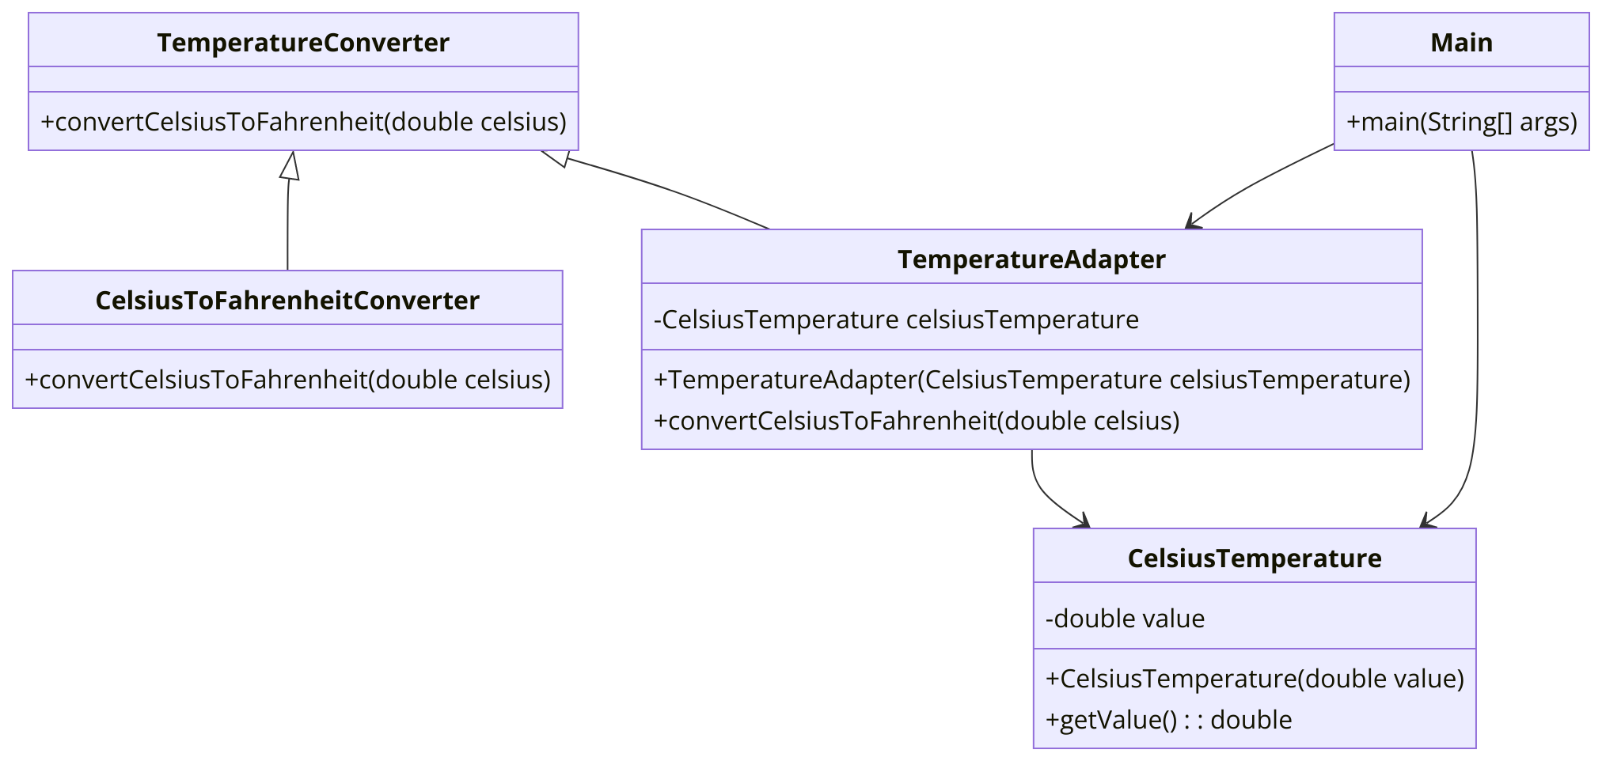 TemperatureConverter
+convertCelsiusToFahrenheit(double celsius)
Main
+main(String[] args)
CelsiusToFahrenheitConverter
+convertCelsiusToFahrenheit(double celsius)
TemperatureAdapter
-CelsiusTemperature celsiusTemperature
+TemperatureAdapter(CelsiusTemperature celsiusTemperature)
+convertCelsiusToFahrenheit(double celsius)
CelsiusTemperature
-double value
+CelsiusTemperature(double value)
+getValue() : : double